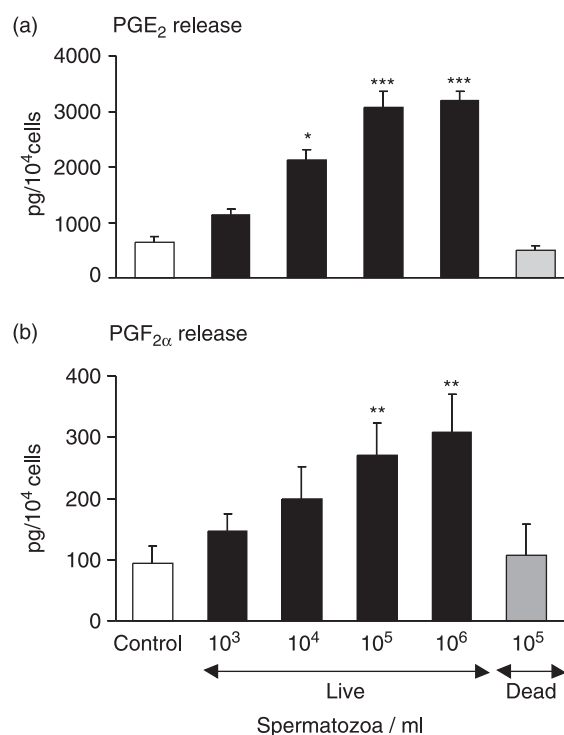 (a) PGE₂ release
pg/10⁴cells
4000
3000
2000
1000
0
*
***
***
(b) PGF₂α release
pg/10⁴ cells
400
300
200
100
0
**
**
Control 10³ 10⁴ 10⁵ 10⁶ 10⁵
Live Dead
Spermatozoa / ml